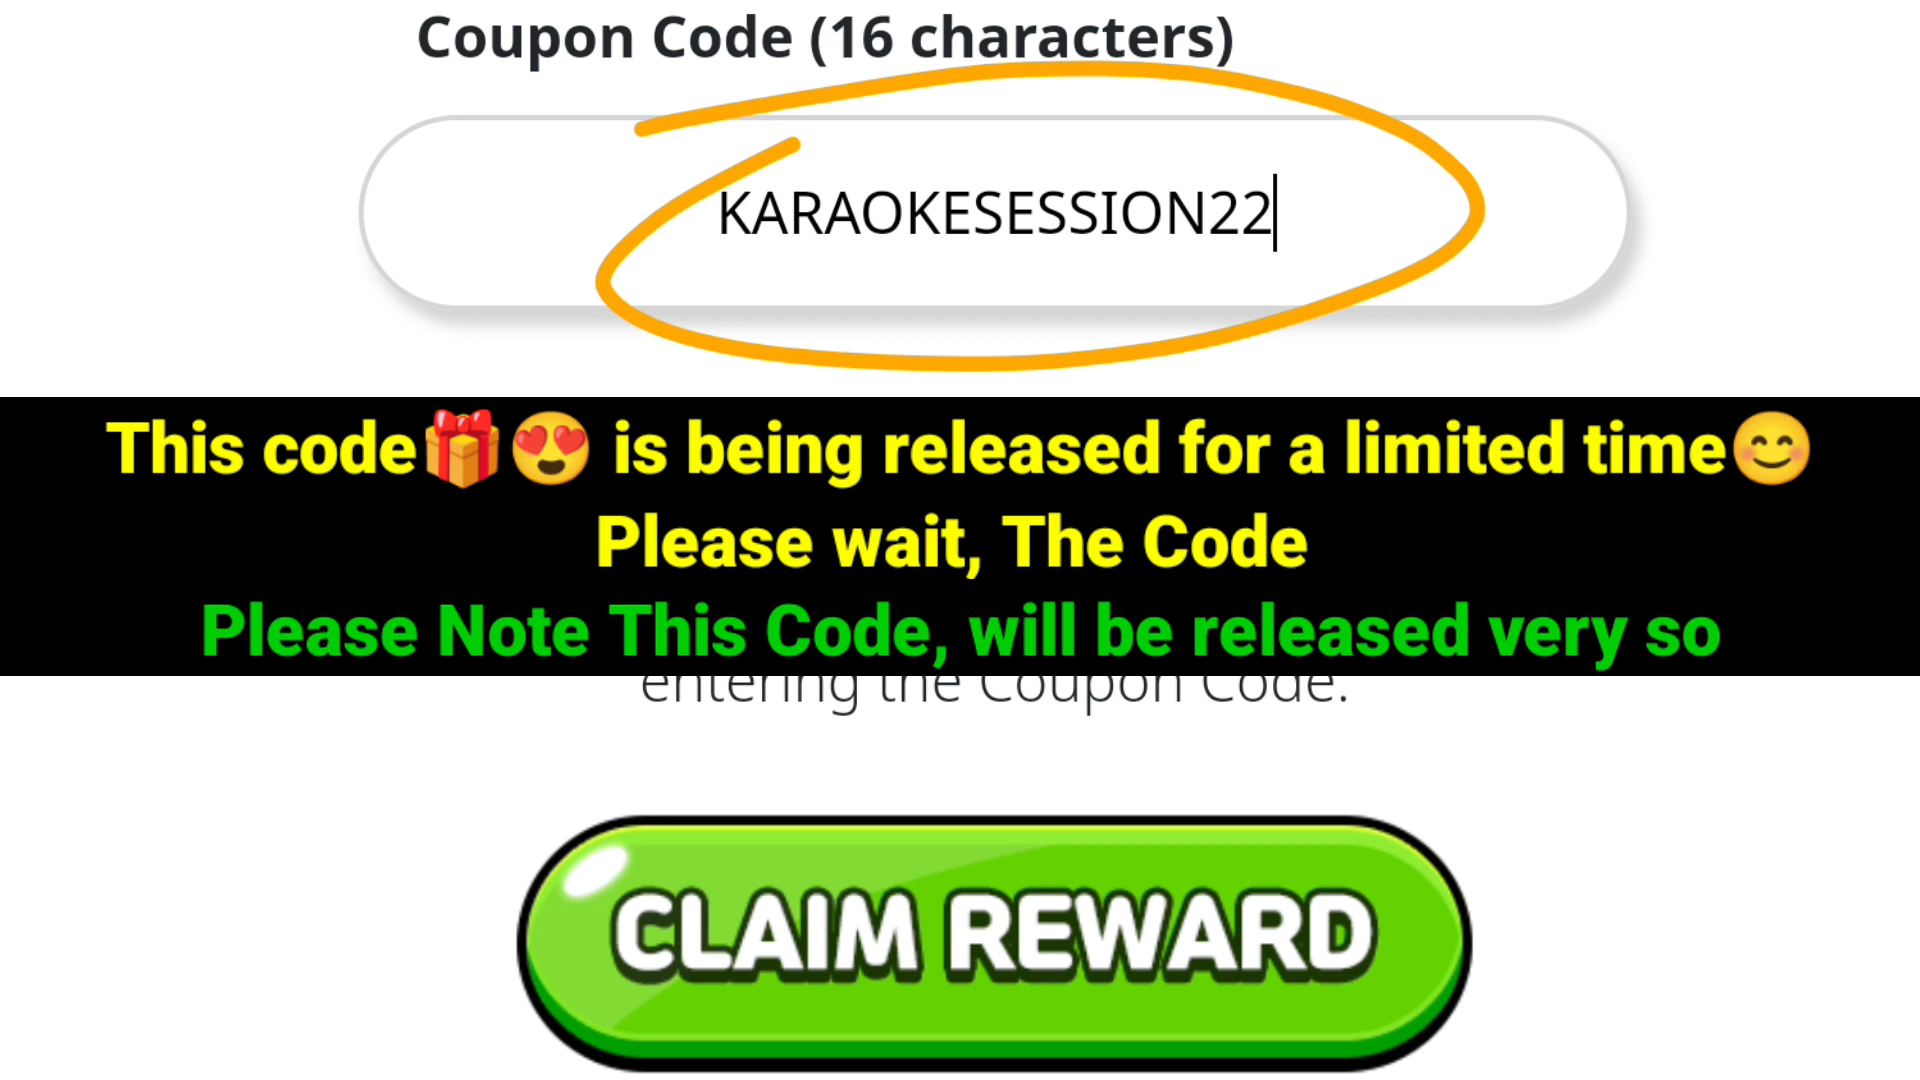 Coupon Code (16 characters)
KARAOKESESSION22
This code🎁😍 is being released for a limited time😊
Please wait, The Code
Please Note This Code, will be released very so
entering the Coupon Code.
CLAIM REWARD